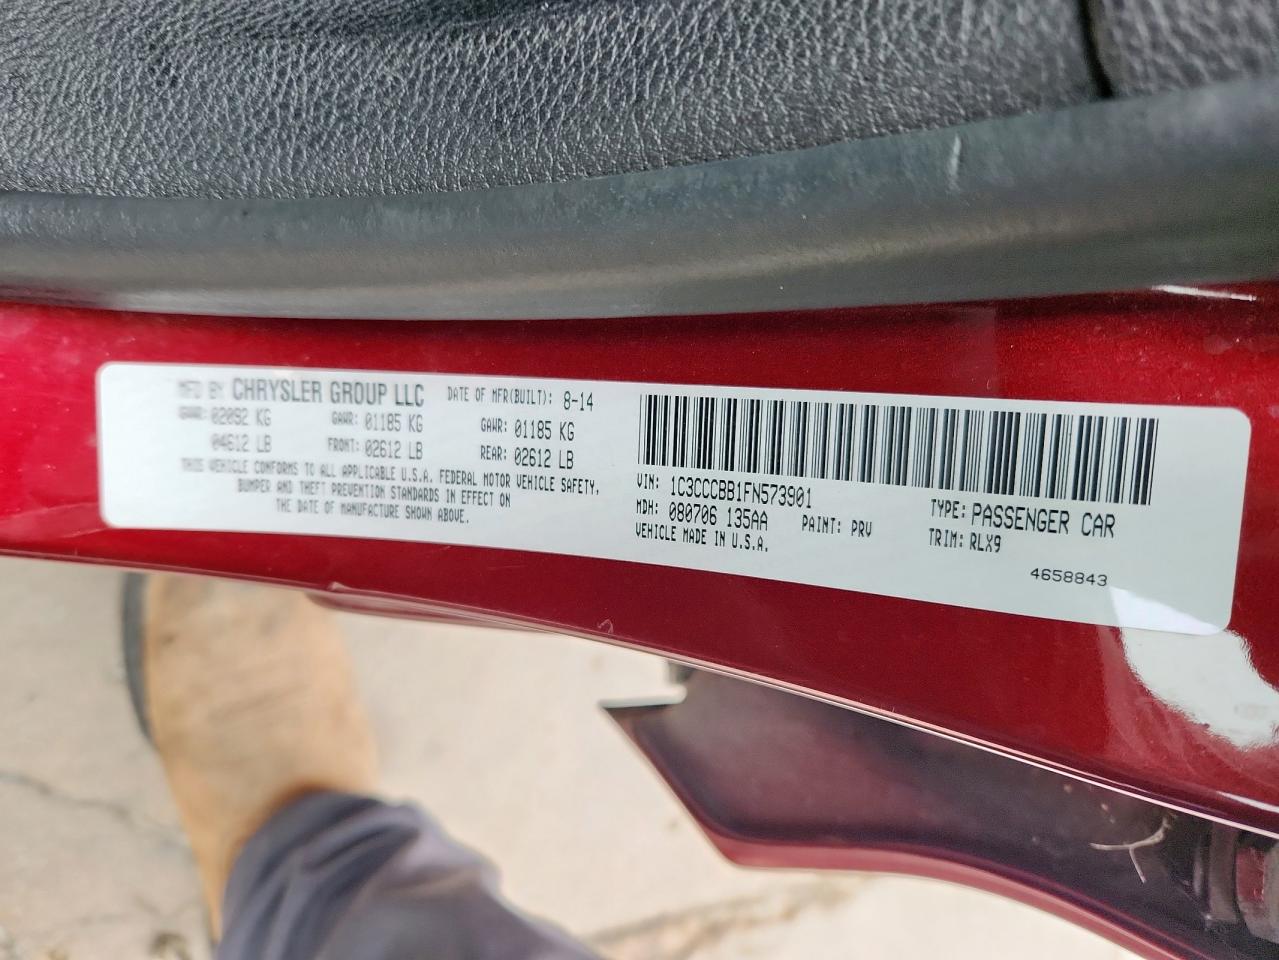 MFD BY CHRYSLER GROUP LLC DATE OF MFR(BUILT): 8-14
GVWR: 02092 KG GAWR: 01185 KG GAWR: 01185 KG
04612 LB FRONT: 02612 LB REAR: 02612 LB
THIS VEHICLE CONFORMS TO ALL APPLICABLE U.S.A. FEDERAL MOTOR VEHICLE SAFETY,
BUMPER AND THEFT PREVENTION STANDARDS IN EFFECT ON
THE DATE OF MANUFACTURE SHOWN ABOVE.
VIN: 1C3CCCBB1FN573901 TYPE: PASSENGER CAR
MDH: 080706 135AA PAINT: PRV TRIM: RLX9
VEHICLE MADE IN U.S.A.
4658843